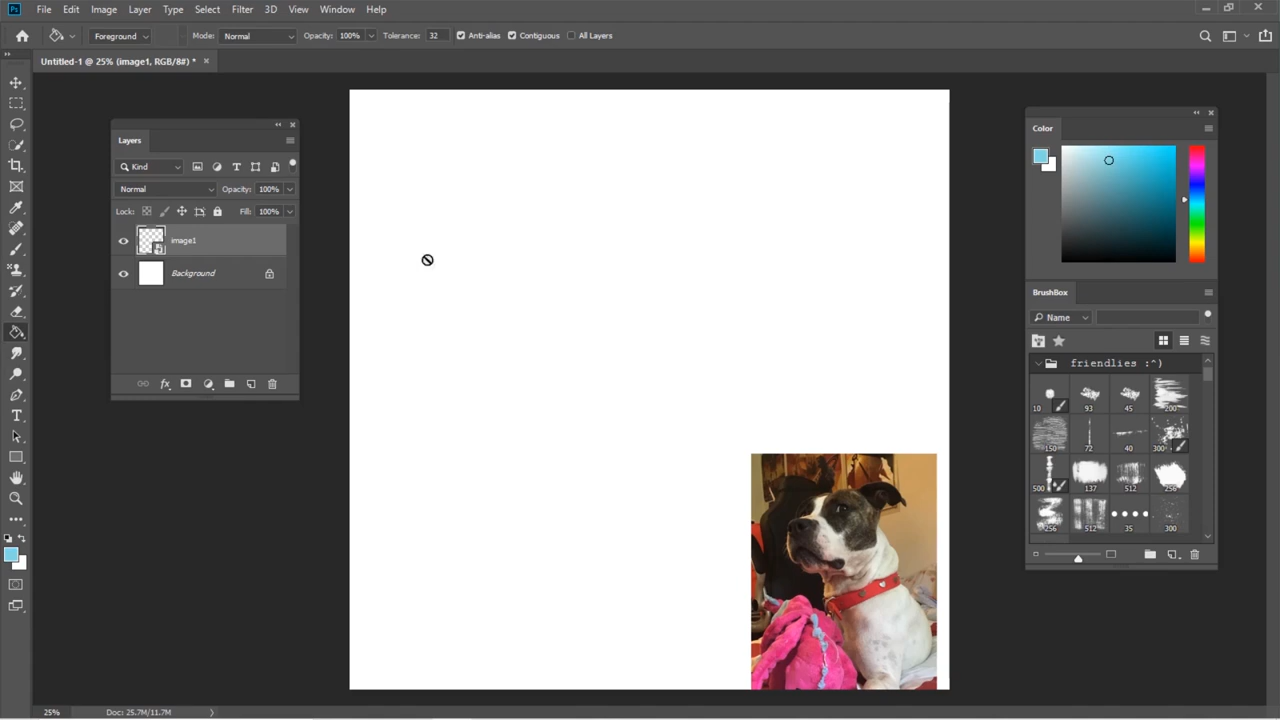 Ps File Edit Image Layer Type Select Filter 3D View Window Help
Foreground Mode: Normal Opacity: 100% Tolerance: 32 Anti-alias Contiguous All Layers
Untitled-1 @ 25% (image1, RGB/8#) * ×
Layers
Kind
Normal Opacity: 100%
Lock: Fill: 100%
image1
Background
fx
Color
BrushBox
Name
friendlies :^)
10 93 45 200
150 72 40 300
500 137 512 256
256 512 35 300
25% Doc: 25.7M/11.7M